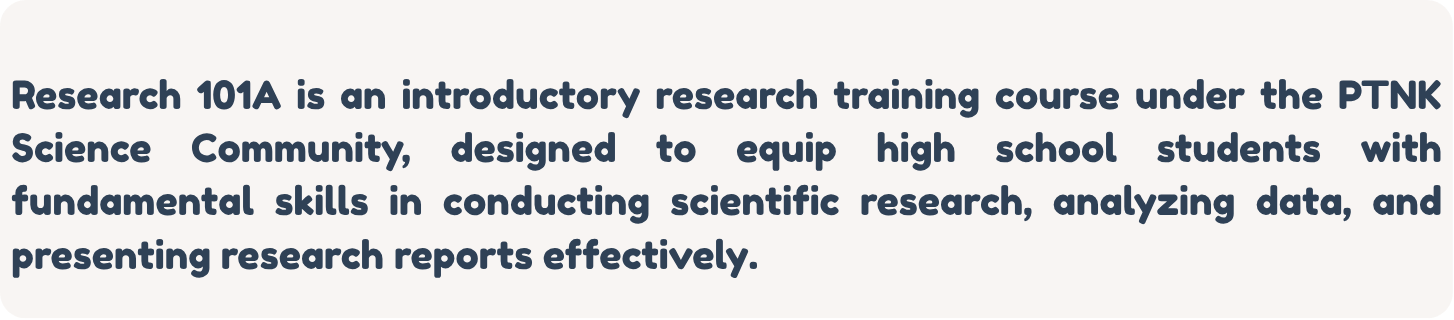 Research 101A is an introductory research training course under the PTNK
Science Community, designed to equip high school students with
fundamental skills in conducting scientific research, analyzing data, and
presenting research reports effectively.